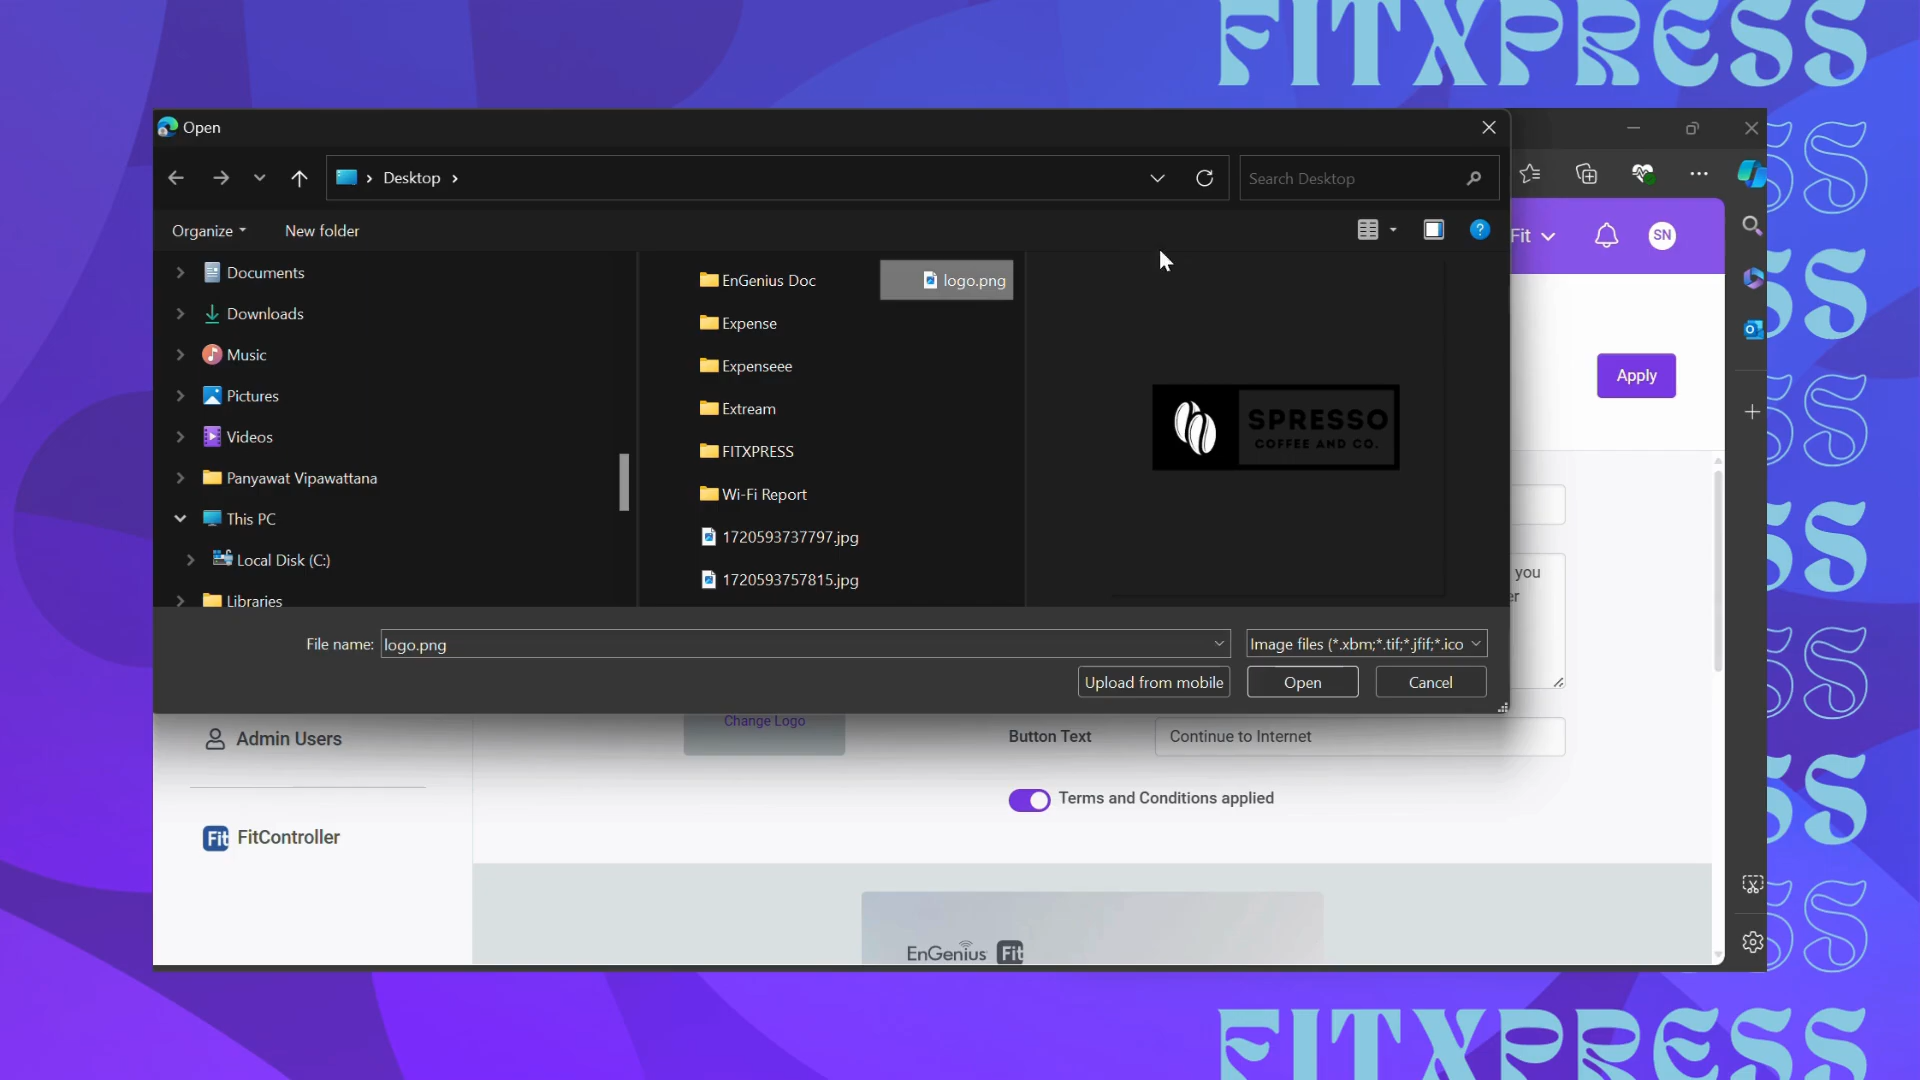 FITXPRESS
Open
Desktop
Search Desktop
Organize
New folder
Fit
SN
Documents
EnGenius Doc
logo.png
Downloads
Expense
Music
Expenseee
Apply
Pictures
Extream
SPRESSO
COFFEE AND CO.
Videos
FITXPRESS
Panyawat Vipawattana
Wi-Fi Report
This PC
1720593737797.jpg
Local Disk (C:)
1720593757815.jpg
you
er
Libraries
File name:
logo.png
Image files (*.xbm;*.tif;*.jfif;*.ico
Upload from mobile
Open
Cancel
Change Logo
Admin Users
Button Text
Continue to Internet
Terms and Conditions applied
Fit FitController
EnGenius Fit
FITXPRESS